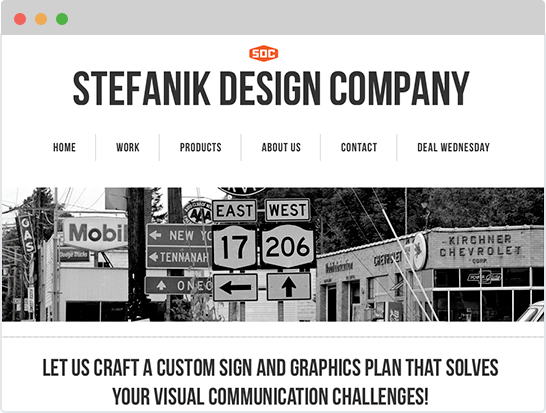 SDC
STEFANIK DESIGN COMPANY
HOME WORK PRODUCTS ABOUT US CONTACT DEAL WEDNESDAY
GAS
Mobil
AAA
NEW YO
TENNANAH
ONEO
EAST WEST
17 206
CHEVROLET
KIRCHNER
CHEVROLET
CORP.
LET US CRAFT A CUSTOM SIGN AND GRAPHICS PLAN THAT SOLVES
YOUR VISUAL COMMUNICATION CHALLENGES!